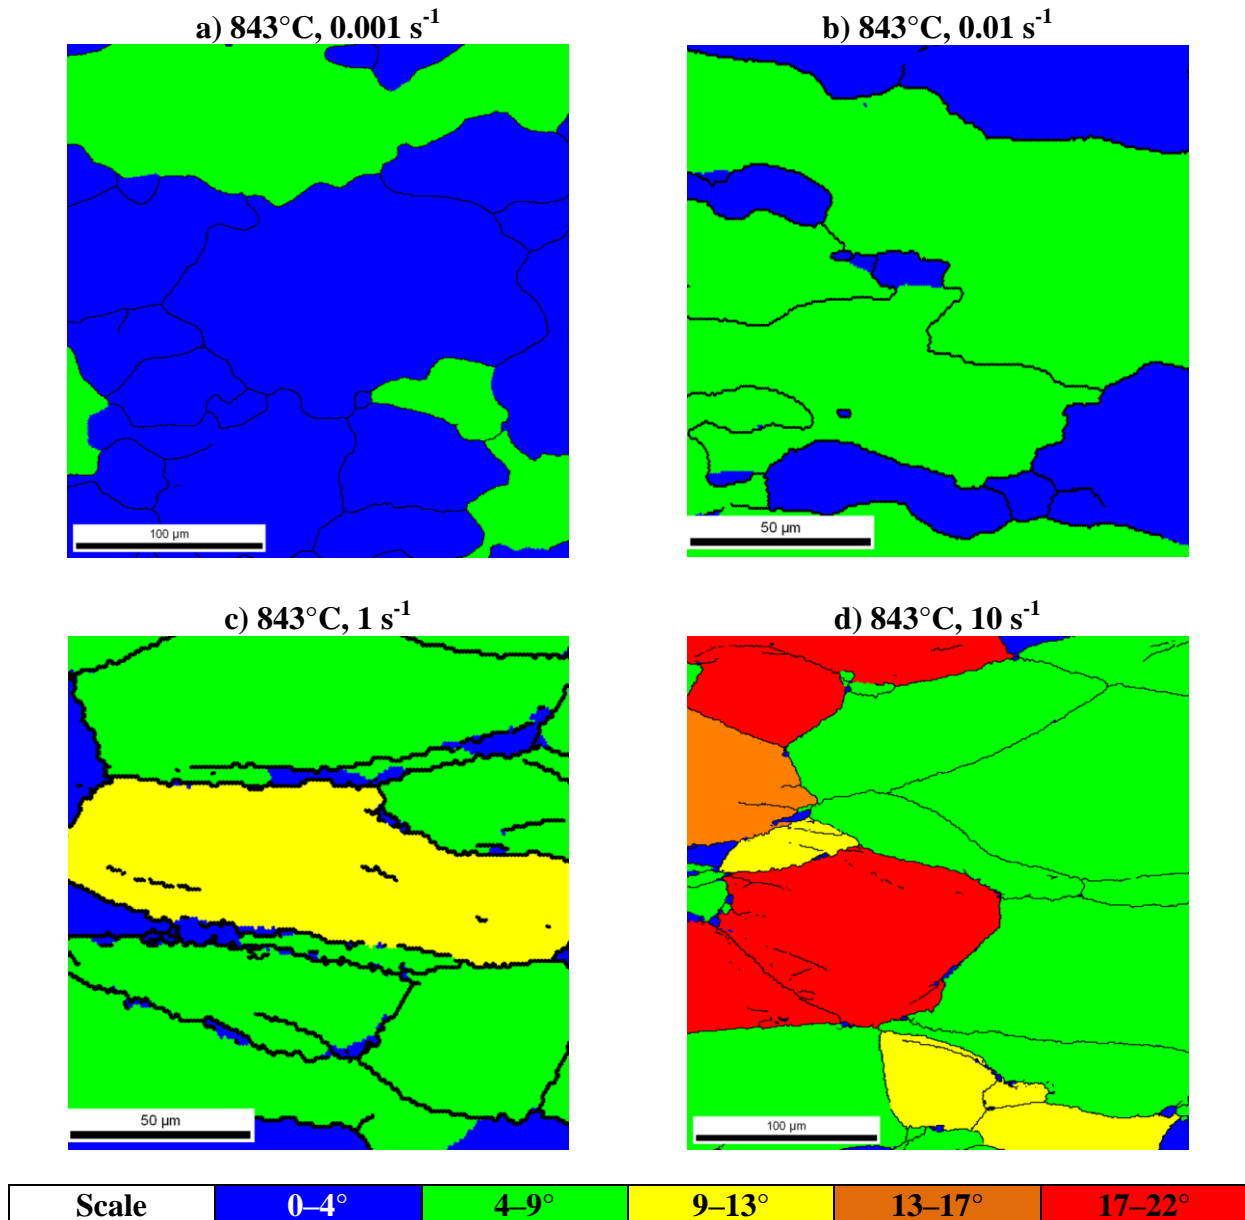 a) 843°C, 0.001 s⁻¹
b) 843°C, 0.01 s⁻¹
100 µm
50 µm
c) 843°C, 1 s⁻¹
d) 843°C, 10 s⁻¹
50 µm
100 µm
Scale 0–4° 4–9° 9–13° 13–17° 17–22°